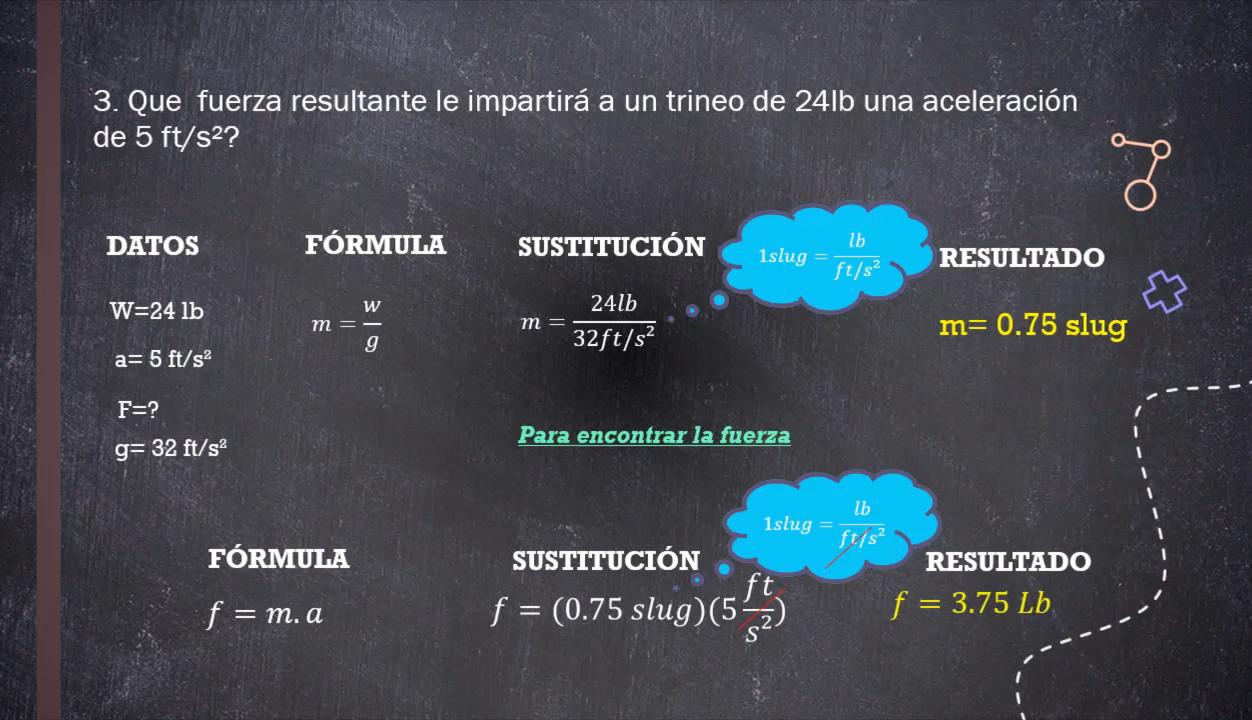 3. Que fuerza resultante le impartirá a un trineo de 24lb una aceleración
de 5 ft/s²?
DATOS
FÓRMULA
SUSTITUCIÓN
1slug = lb / ft/s²
RESULTADO
W=24 lb
m = w / g
m = 24lb / 32ft/s²
m= 0.75 slug
a= 5 ft/s²
F=?
g= 32 ft/s²
Para encontrar la fuerza
FÓRMULA
SUSTITUCIÓN
1slug = lb / ft/s²
RESULTADO
f = m. a
f = (0.75 slug)(5 ft / s²)
f = 3.75 Lb